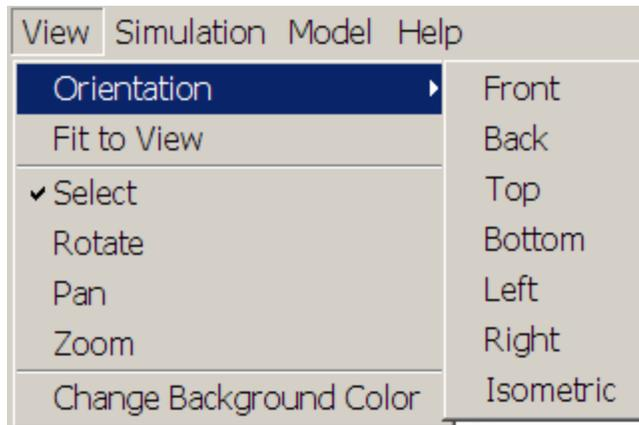 View Simulation Model Help
Orientation
Fit to View
Select
Rotate
Pan
Zoom
Change Background Color
Front
Back
Top
Bottom
Left
Right
Isometric